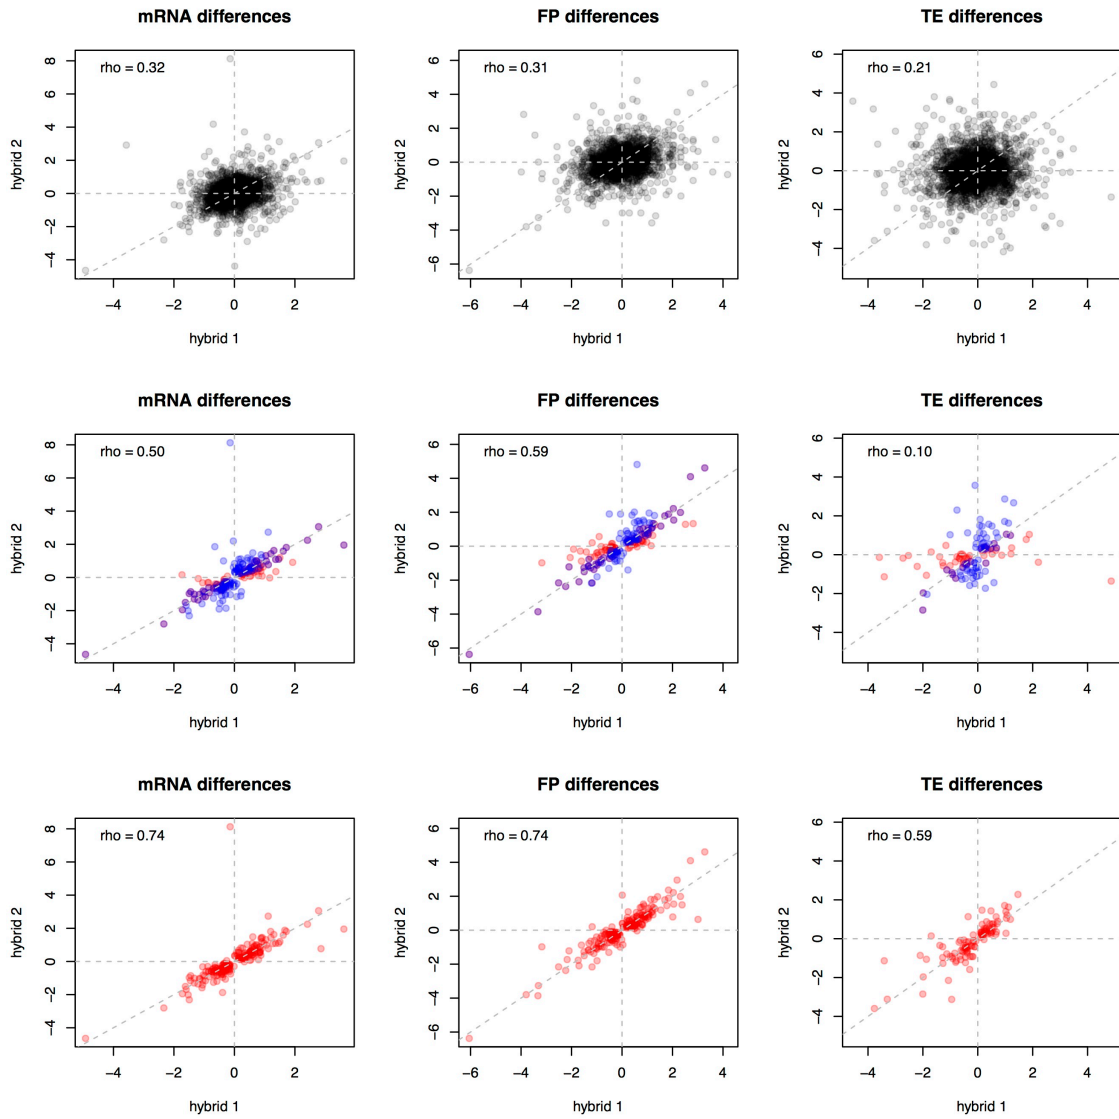 mRNA differences
rho = 0.32
hybrid 2
8
6
4
2
0
−2
−4
−4
−2
0
2
hybrid 1
FP differences
rho = 0.31
hybrid 2
6
4
2
0
−2
−4
−6
−6
−4
−2
0
2
4
hybrid 1
TE differences
rho = 0.21
hybrid 2
6
4
2
0
−2
−4
−4
−2
0
2
4
hybrid 1
mRNA differences
rho = 0.50
hybrid 2
8
6
4
2
0
−2
−4
−4
−2
0
2
hybrid 1
FP differences
rho = 0.59
hybrid 2
6
4
2
0
−2
−4
−6
−6
−4
−2
0
2
4
hybrid 1
TE differences
rho = 0.10
hybrid 2
6
4
2
0
−2
−4
−4
−2
0
2
4
hybrid 1
mRNA differences
rho = 0.74
hybrid 2
8
6
4
2
0
−2
−4
−4
−2
0
2
hybrid 1
FP differences
rho = 0.74
hybrid 2
6
4
2
0
−2
−4
−6
−6
−4
−2
0
2
4
hybrid 1
TE differences
rho = 0.59
hybrid 2
6
4
2
0
−2
−4
−4
−2
0
2
4
hybrid 1